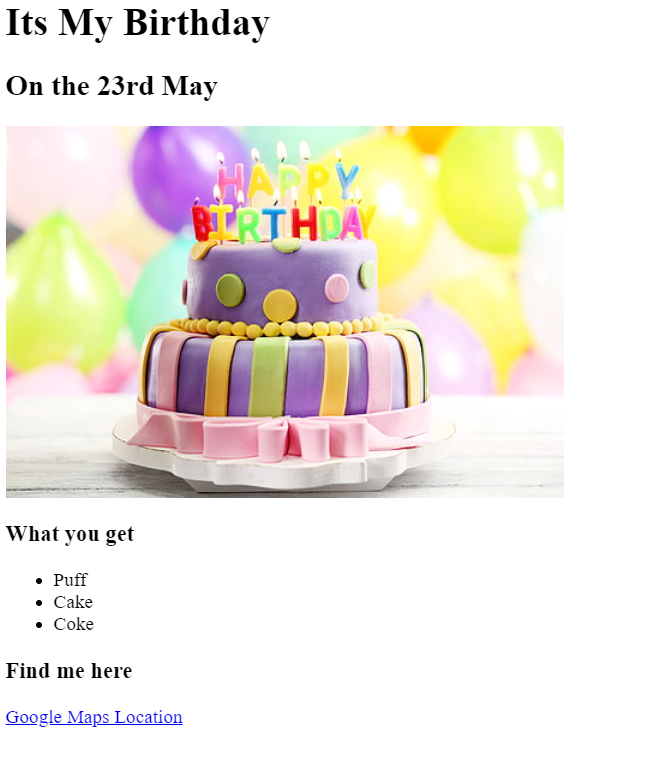 Its My Birthday
On the 23rd May
HAPPY
BIRTHDAY
What you get
Puff
Cake
Coke
Find me here
Google Maps Location